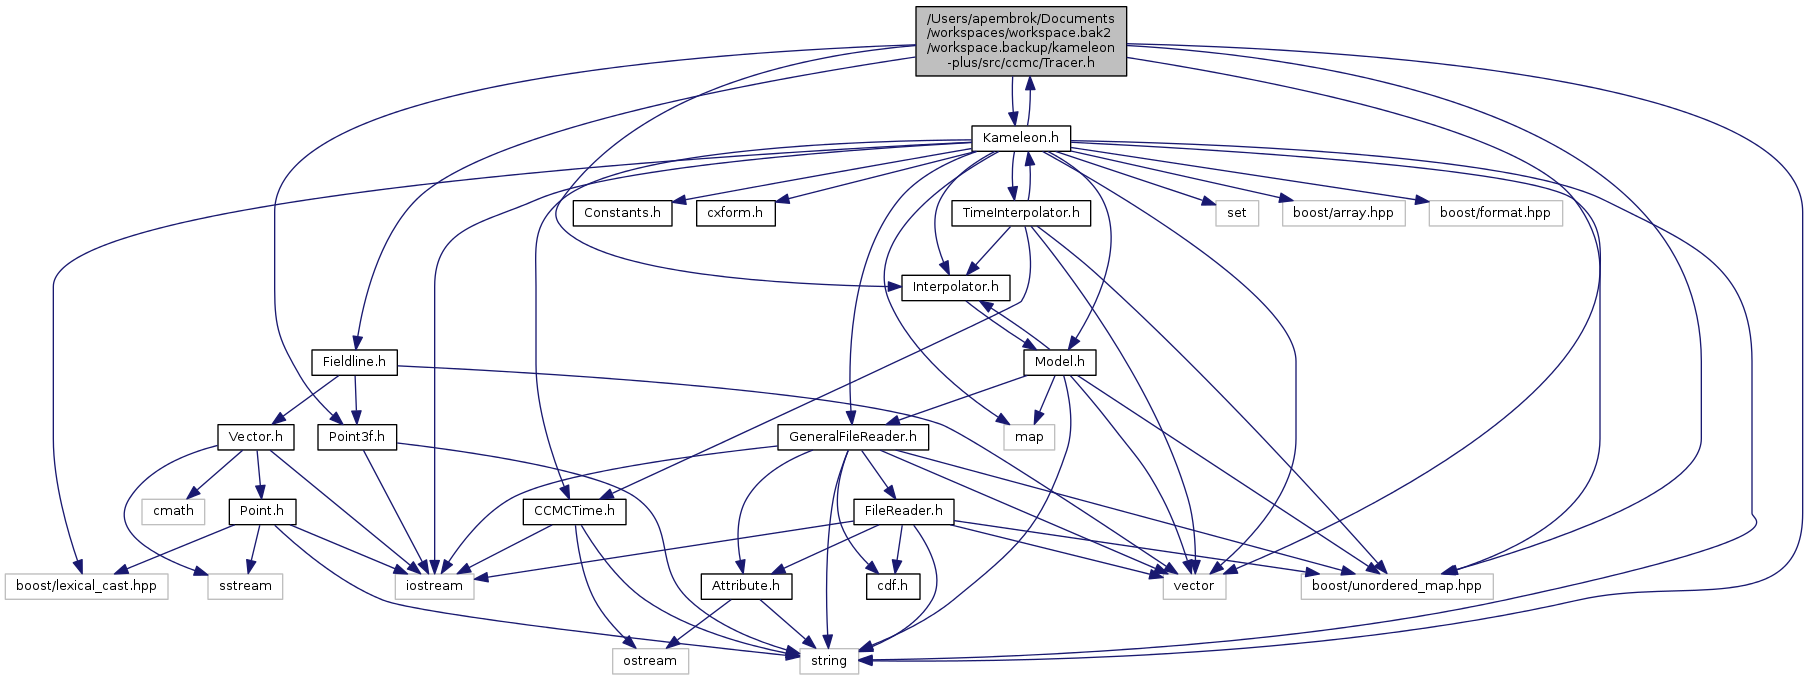 /Users/apembrok/Documents
/workspaces/workspace.bak2
/workspace.backup/kameleon
-plus/src/ccmc/Tracer.h
Kameleon.h
Constants.h
cxform.h
TimeInterpolator.h
set
boost/array.hpp
boost/format.hpp
Interpolator.h
Fieldline.h
Model.h
Vector.h
Point3f.h
GeneralFileReader.h
map
cmath
Point.h
CCMCTime.h
FileReader.h
boost/lexical_cast.hpp
sstream
iostream
Attribute.h
cdf.h
vector
boost/unordered_map.hpp
ostream
string